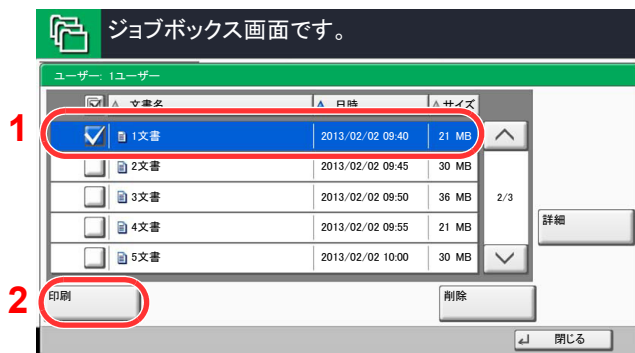 ジョブボックス画面です。
ユーザー: 1ユーザー
文書名 日時 サイズ
1
1文書 2013/02/02 09:40 21 MB
2文書 2013/02/02 09:45 30 MB
3文書 2013/02/02 09:50 36 MB 2/3
4文書 2013/02/02 09:55 21 MB
詳細
5文書 2013/02/02 10:00 30 MB
2
印刷 削除
閉じる